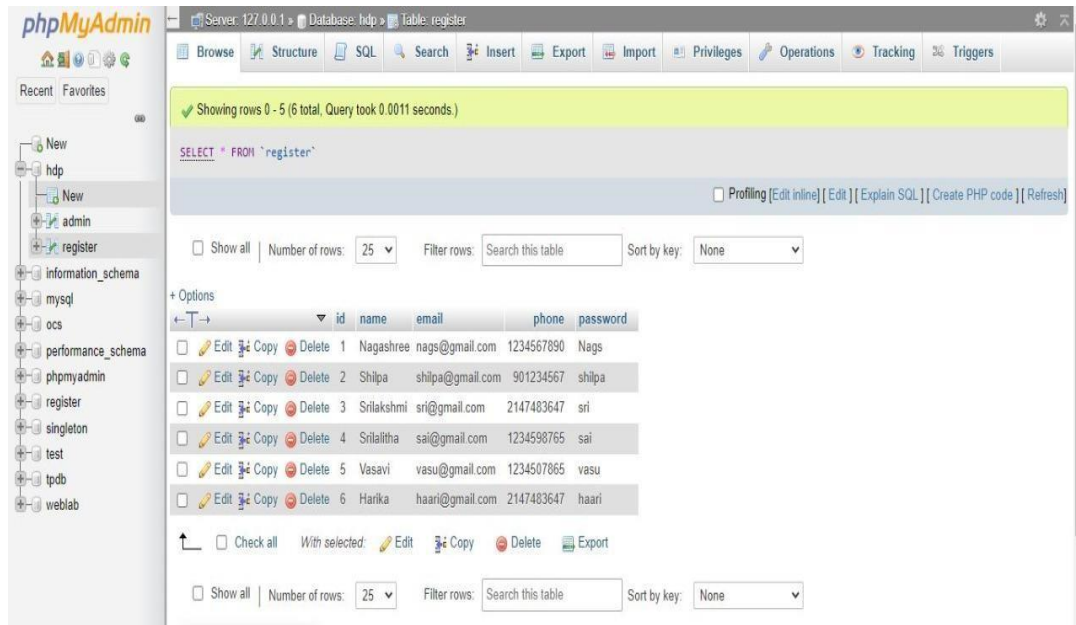 phpMyAdmin
Server: 127.0.0.1 » Database: hdp » Table: register
Browse Structure SQL Search Insert Export Import Privileges Operations Tracking Triggers
Recent Favorites
New
hdp
New
admin
register
information_schema
mysql
ocs
performance_schema
phpmyadmin
register
singleton
test
tpdb
weblab
Showing rows 0 - 5 (6 total, Query took 0.0011 seconds.)
SELECT * FROM `register`
Profiling [Edit inline] [ Edit ] [ Explain SQL ] [ Create PHP code ] [ Refresh]
Show all | Number of rows: 25 Filter rows: Search this table Sort by key: None
+ Options
←T→ ▼ id name email phone password
Edit Copy Delete 1 Nagashree nags@gmail.com 1234567890 Nags
Edit Copy Delete 2 Shilpa shilpa@gmail.com 901234567 shilpa
Edit Copy Delete 3 Srilakshmi sri@gmail.com 2147483647 sri
Edit Copy Delete 4 Srilalitha sai@gmail.com 1234598765 sai
Edit Copy Delete 5 Vasavi vasu@gmail.com 1234507865 vasu
Edit Copy Delete 6 Harika haari@gmail.com 2147483647 haari
Check all With selected: Edit Copy Delete Export
Show all | Number of rows: 25 Filter rows: Search this table Sort by key: None